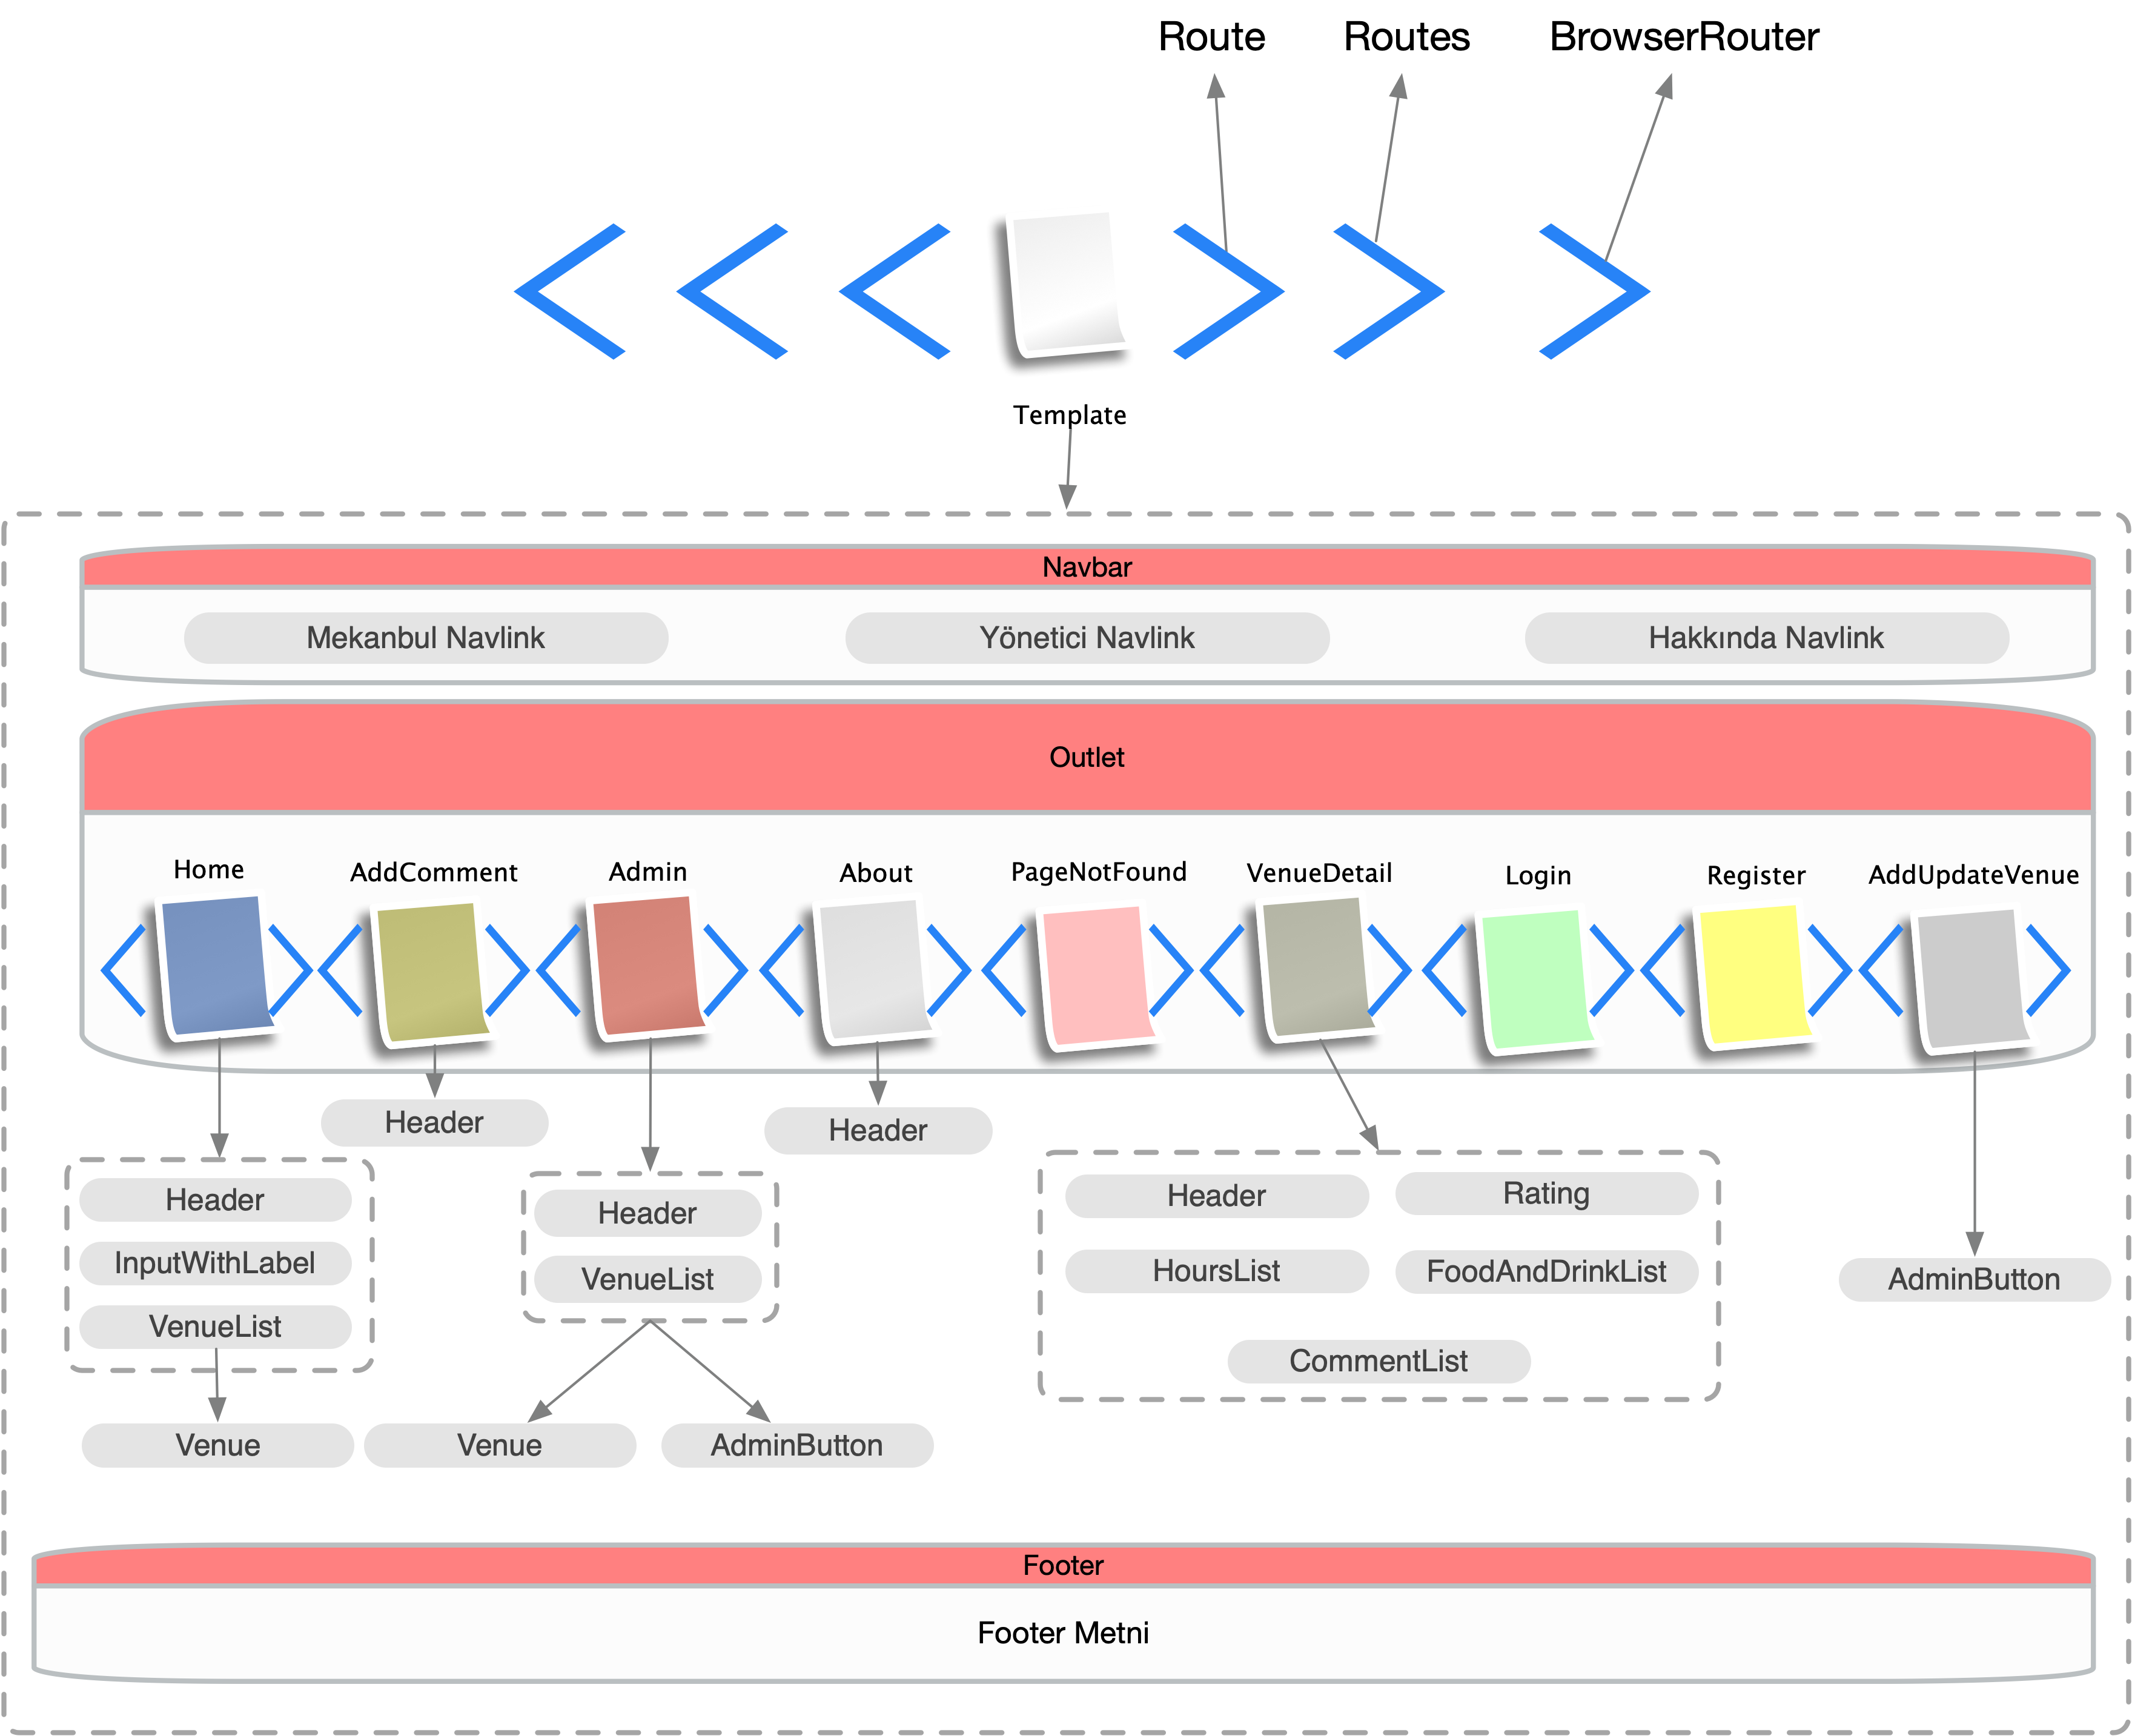 Route
Routes
BrowserRouter
Template
Navbar
Mekanbul Navlink
Yönetici Navlink
Hakkında Navlink
Outlet
Home
AddComment
Admin
About
PageNotFound
VenueDetail
Login
Register
AddUpdateVenue
Header
Header
Header
InputWithLabel
VenueList
Header
VenueList
Header
Rating
HoursList
FoodAndDrinkList
CommentList
AdminButton
Venue
Venue
AdminButton
Footer
Footer Metni